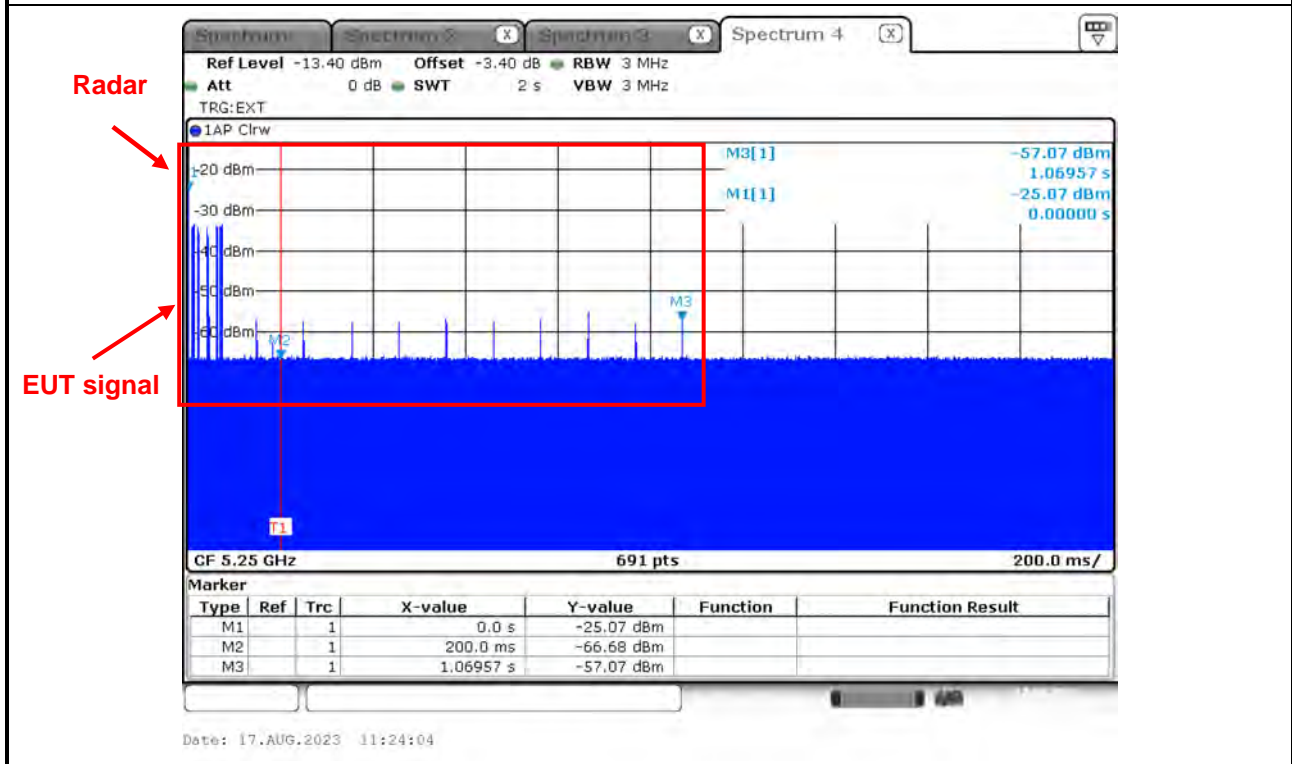 Spectrum Spectrum 2 X Spectrum 3 X Spectrum 4 X
Ref Level -13.40 dBm Offset -3.40 dB RBW 3 MHz
Att 0 dB SWT 2 s VBW 3 MHz
TRG:EXT
1AP Clrw
Radar
M3[1] -57.07 dBm
1.06957 s
M1[1] -25.07 dBm
0.00000 s
-20 dBm
-30 dBm
-40 dBm
-50 dBm
-60 dBm
M2
M3
EUT signal
T1
CF 5.25 GHz 691 pts 200.0 ms/
Marker
Type Ref Trc X-value Y-value Function Function Result
M1 1 0.0 s -25.07 dBm
M2 1 200.0 ms -66.68 dBm
M3 1 1.06957 s -57.07 dBm
Date: 17.AUG.2023 11:24:04